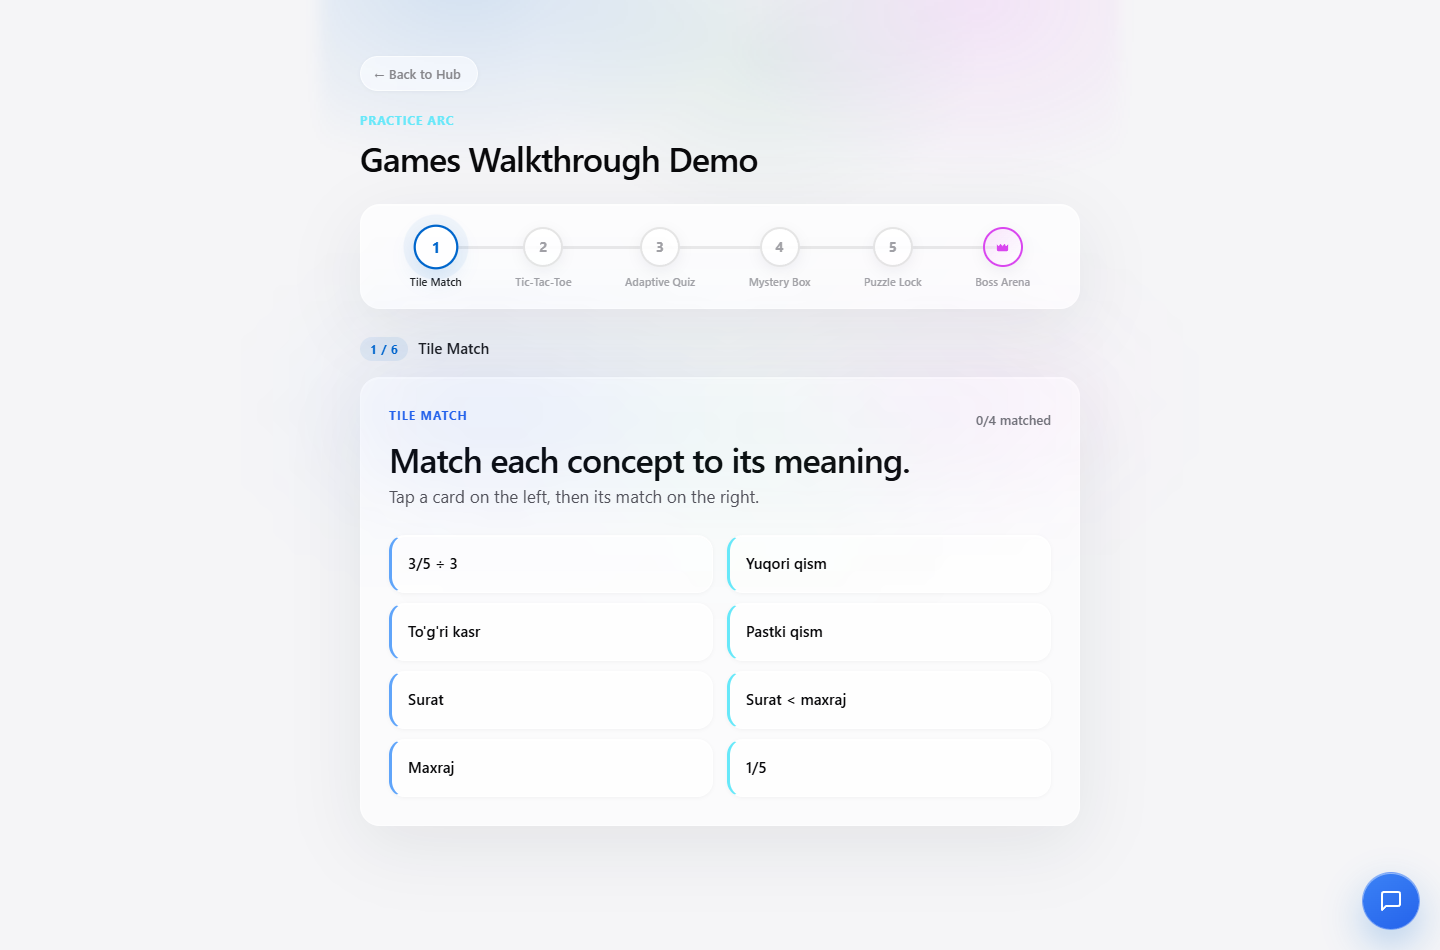 ← Back to Hub
PRACTICE ARC
Games Walkthrough Demo
1
2
3
4
5
Tile Match
Tic-Tac-Toe
Adaptive Quiz
Mystery Box
Puzzle Lock
Boss Arena
1 / 6
Tile Match
TILE MATCH
0/4 matched
Match each concept to its meaning.
Tap a card on the left, then its match on the right.
3/5 ÷ 3
Yuqori qism
To'g'ri kasr
Pastki qism
Surat
Surat < maxraj
Maxraj
1/5